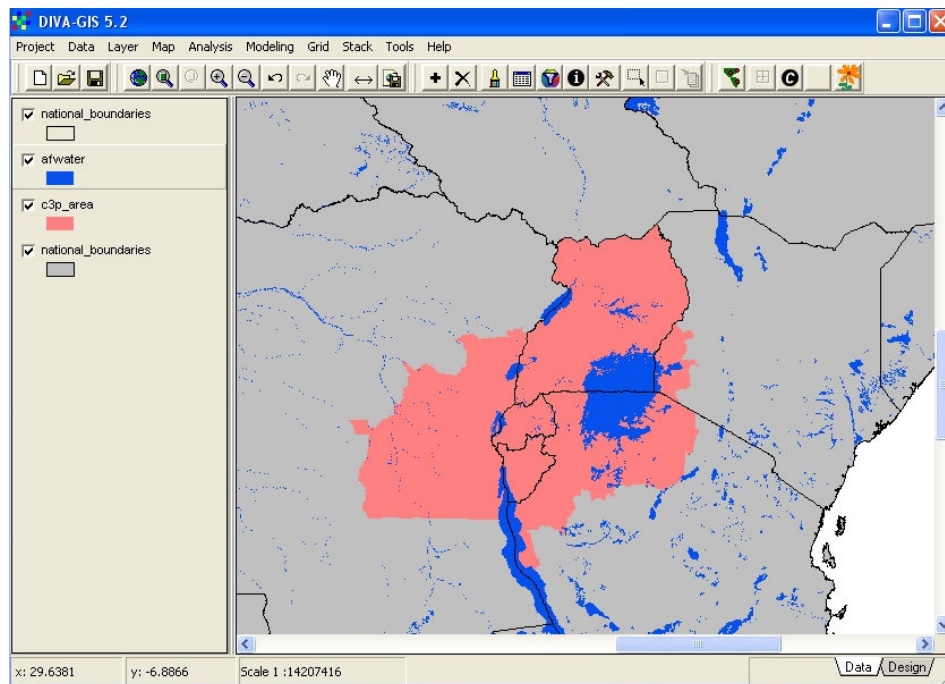 DIVA-GIS 5.2
Project Data Layer Map Analysis Modeling Grid Stack Tools Help
national_boundaries
afwater
c3p_area
national_boundaries
x: 29.6381 y: -6.8866 Scale 1 :14207416 Data Design